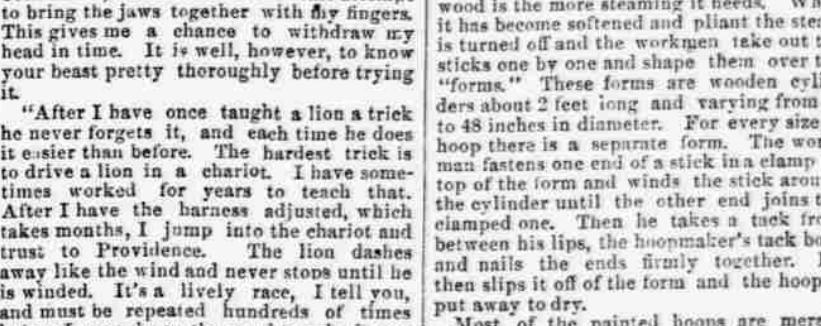 to bring the jaws together with my fingers.
This gives me a chance to withdraw my
head in time. It is well, however, to know
your beast pretty thoroughly before trying
it.
"After I have once taught a lion a trick
he never forgets it, and each time he does
it easier than before. The hardest trick is
to drive a lion in a chariot. I have some-
times worked for years to teach that.
After I have the harness adjusted, which
takes months, I jump into the chariot and
trust to Providence. The lion dashes
away like the wind and never stops until he
is winded. It's a lively race, I tell you,
and must be repeated hundreds of times
wood is the more steaming it needs.
it has become softened and pliant the
is turned off and the workmen take out
sticks one by one and shape them over
"forms." These forms are wooden
ders about 2 feet long and varying from
to 48 inches in diameter. For every size
hoop there is a separate form. The
man fastens one end of a stick in a clamp
top of the form and winds the stick
the cylinder until the other end joins
clamped one. Then he takes a tack
between his lips, the hoopmaker's tack
and nails the ends firmly together.
then slips it off of the form and the hoop
put away to dry.
Most of the painted hoops are